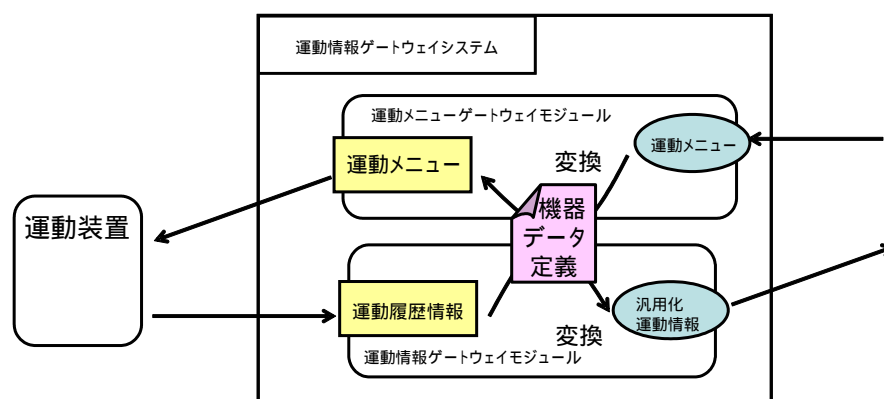 運動情報ゲートウェイシステム
運動メニューゲートウェイモジュール
運動メニュー
変換
運動メニュー
機器
データ
定義
運動装置
運動履歴情報
汎用化
運動情報
変換
運動情報ゲートウェイモジュール